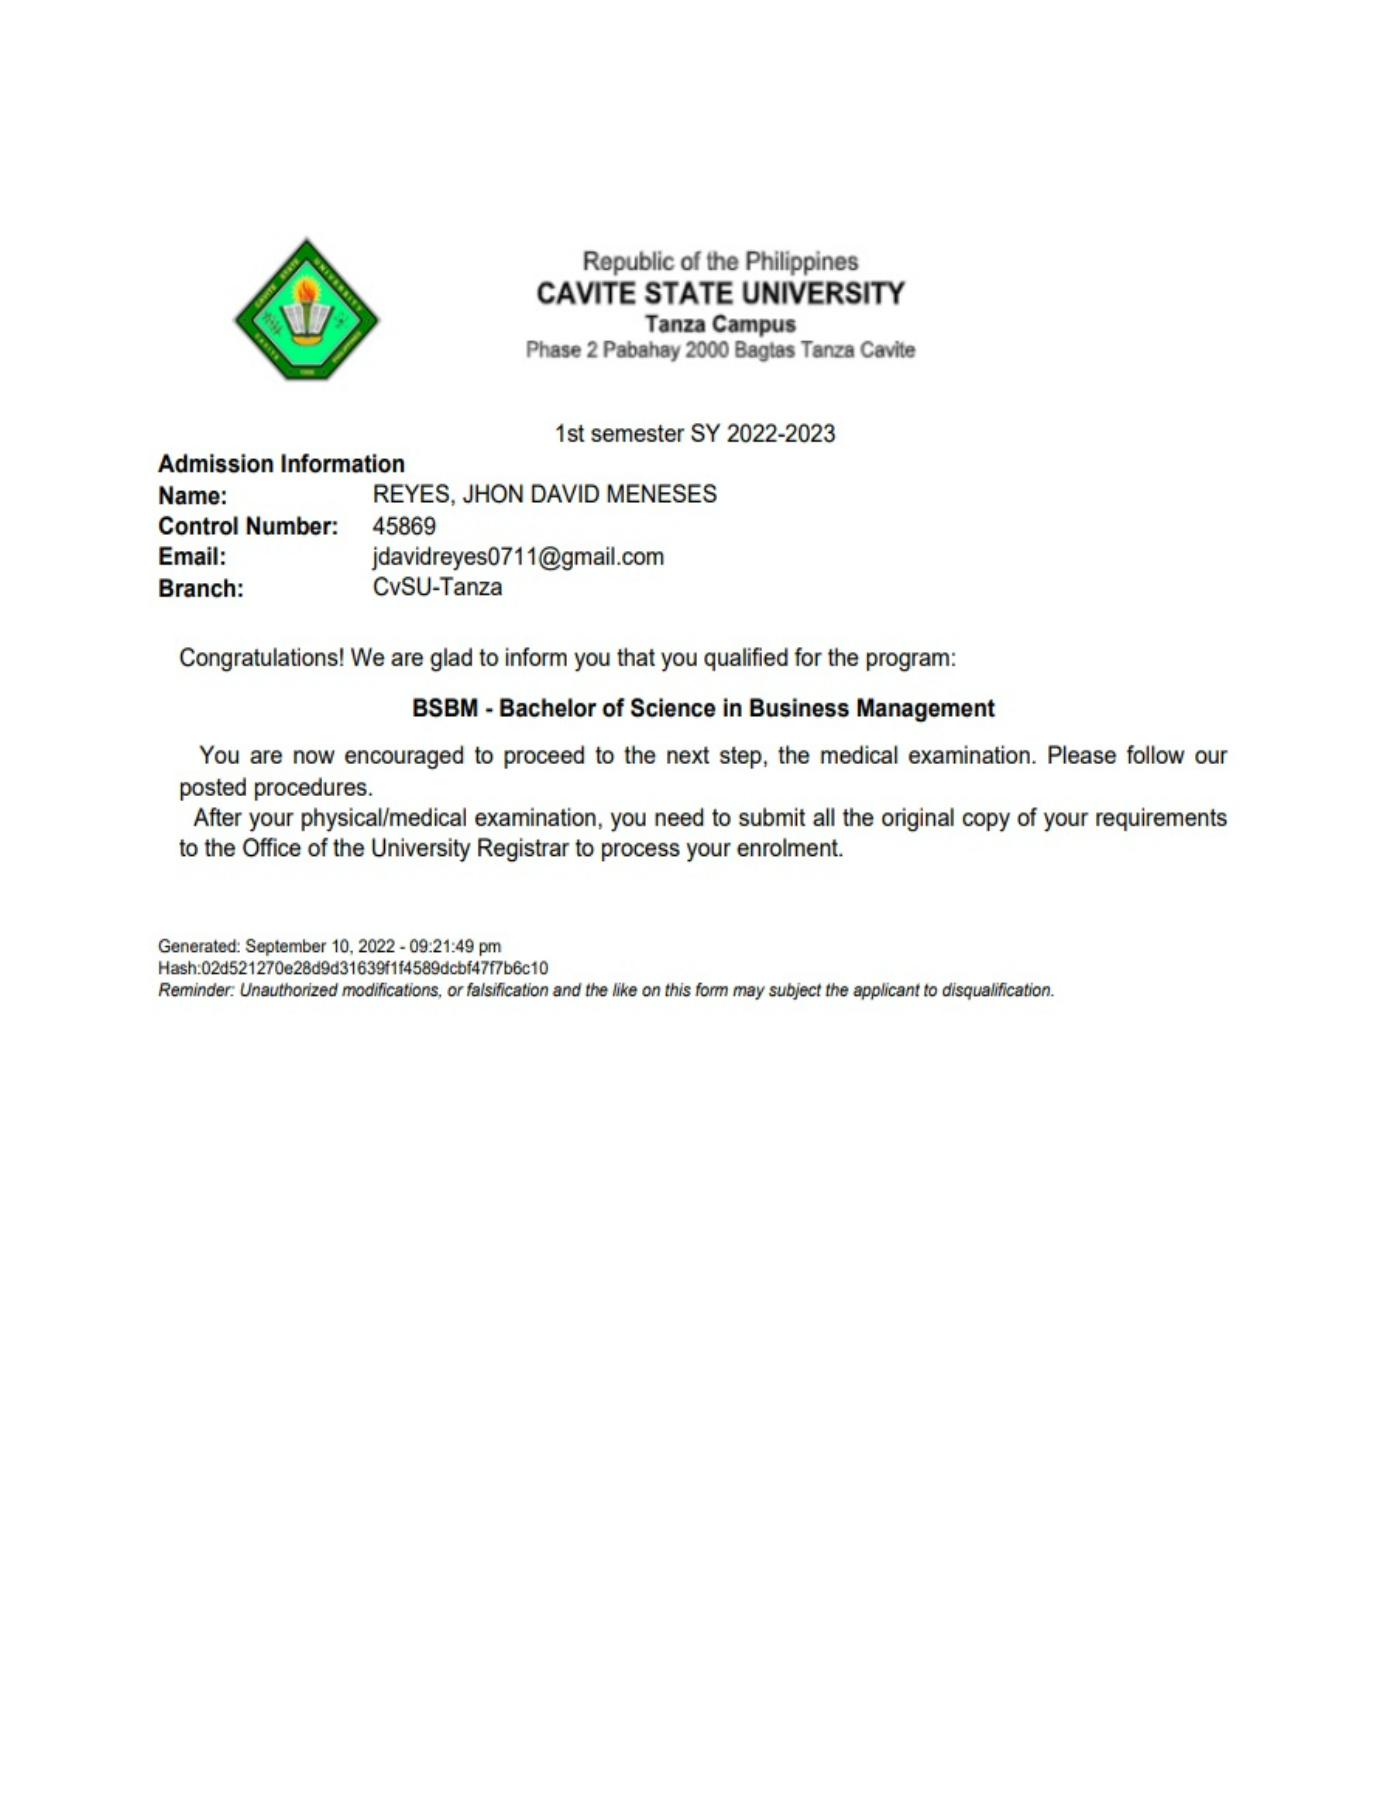 Republic of the Philippines
CAVITE STATE UNIVERSITY
Tanza Campus
Phase 2 Pabahay 2000 Bagtas Tanza Cavite
1st semester SY 2022-2023
Admission Information
Name: REYES, JHON DAVID MENESES
Control Number: 45869
Email: jdavidreyes0711@gmail.com
Branch: CvSU-Tanza
Congratulations! We are glad to inform you that you qualified for the program:
BSBM - Bachelor of Science in Business Management
You are now encouraged to proceed to the next step, the medical examination. Please follow our
posted procedures.
After your physical/medical examination, you need to submit all the original copy of your requirements
to the Office of the University Registrar to process your enrolment.
Generated: September 10, 2022 - 09:21:49 pm
Hash:02d521270e28d9d31639f1f4589dcbf47f7b6c10
Reminder: Unauthorized modifications, or falsification and the like on this form may subject the applicant to disqualification.